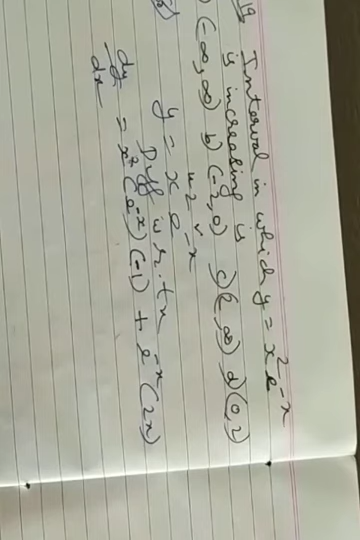 19 Interval in which y = x²e⁻ˣ
is increasing is
(-∞,∞) b) (-2,0) c) (2,∞) d) (0,2)
u v
y = x² e⁻ˣ
Diff w.r.t x
dy/dx = x² (e⁻ˣ) (-1) + e⁻ˣ (2x)